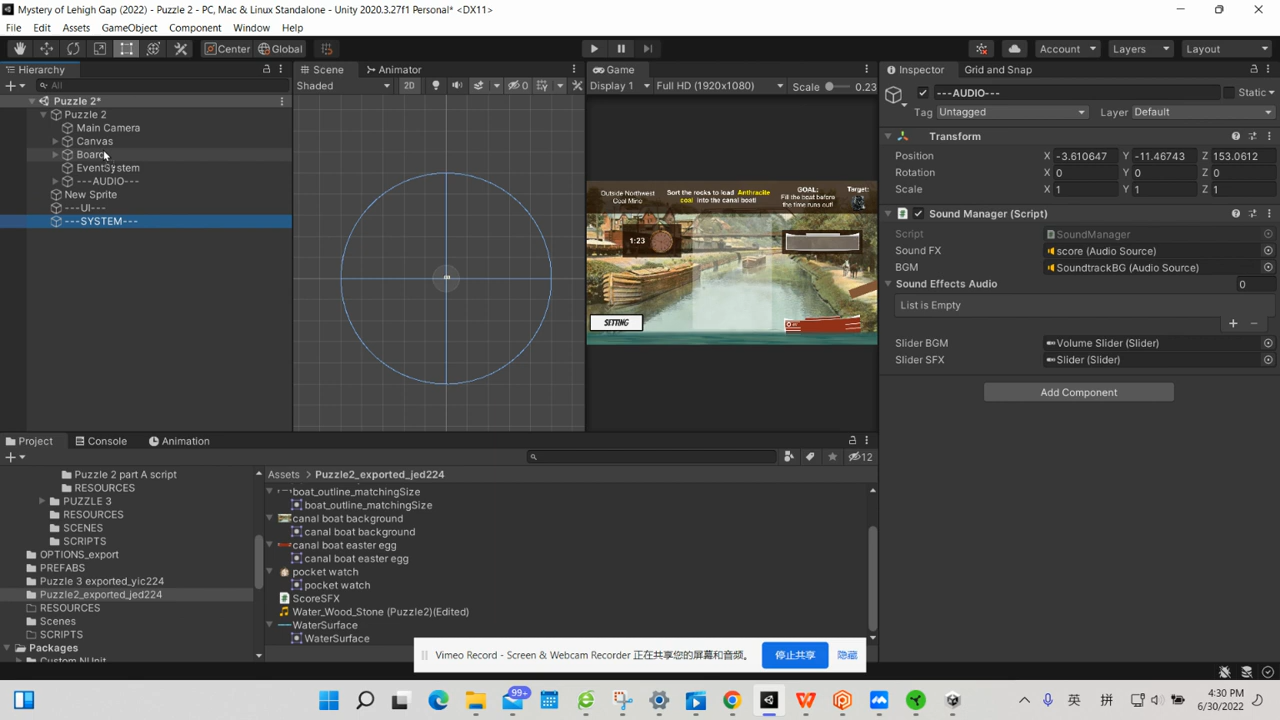 Mystery of Lehigh Gap (2022) - Puzzle 2 - PC, Mac & Linux Standalone - Unity 2020.3.27f1 Personal* <DX11>
File Edit Assets GameObject Component Window Help
Center Global Account Layers Layout
Hierarchy
All
Puzzle 2*
Puzzle 2
Main Camera
Canvas
Board
EventSystem
---AUDIO---
New Sprite
---UI---
---SYSTEM---
Scene Animator
Shaded 2D 0
Game
Display 1 Full HD (1920x1080) Scale 0.23
Outside Northwest
Coal Mine
Sort the rocks to load Anthracite
coal into the canal boat!
Boat must be
filled before the
time runs out!
Target:
1:23
SETTING
Inspector Grid and Snap
---AUDIO--- Static
Tag Untagged Layer Default
Transform
Position X -3.610647 Y -11.46743 Z 153.0612
Rotation X 0 Y 0 Z 0
Scale X 1 Y 1 Z 1
Sound Manager (Script)
Script SoundManager
Sound FX score (Audio Source)
BGM SoundtrackBG (Audio Source)
Sound Effects Audio 0
List is Empty
Slider BGM Volume Slider (Slider)
Slider SFX Slider (Slider)
Add Component
Project Console Animation
12
Puzzle 2 part A script
RESOURCES
PUZZLE 3
RESOURCES
SCENES
SCRIPTS
OPTIONS_export
PREFABS
Puzzle 3 exported_yic224
Puzzle2_exported_jed224
RESOURCES
Scenes
SCRIPTS
Packages
Custom NUnit
Assets > Puzzle2_exported_jed224
boat_outline_matchingSize
boat_outline_matchingSize
canal boat background
canal boat background
canal boat easter egg
canal boat easter egg
pocket watch
pocket watch
ScoreSFX
Water_Wood_Stone (Puzzle2)(Edited)
WaterSurface
WaterSurface
Vimeo Record - Screen & Webcam Recorder 正在共享您的屏幕和音频。 停止共享 隐藏
99+
英 拼
4:30 PM
6/30/2022